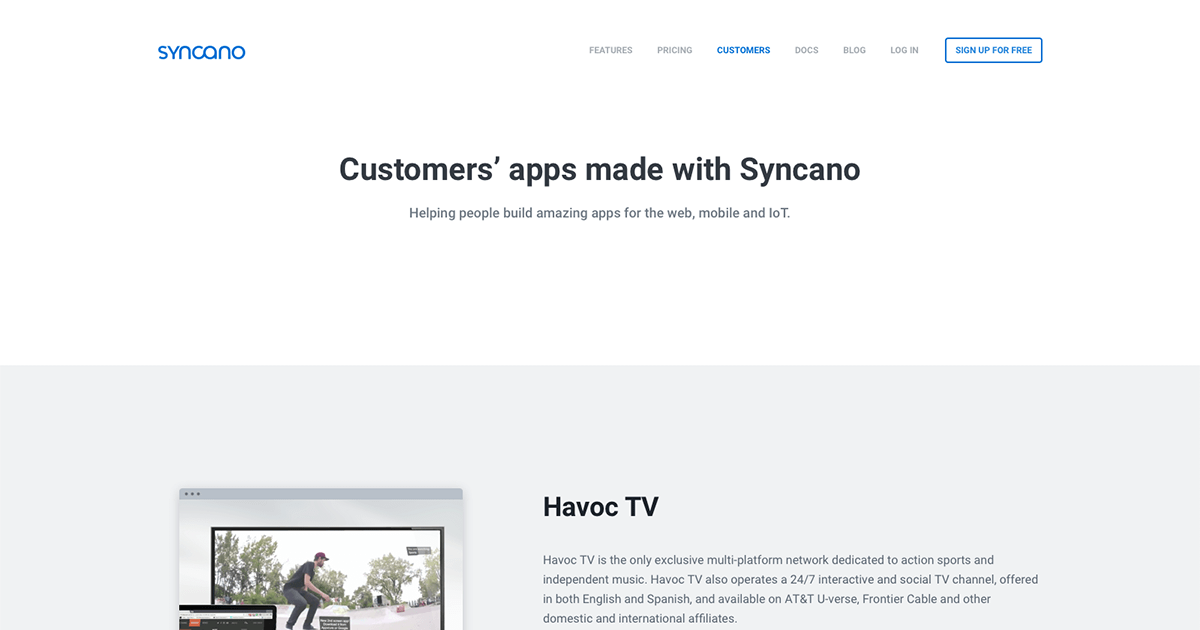 SYNCANO
FEATURES PRICING CUSTOMERS DOCS BLOG LOG IN SIGN UP FOR FREE
Customers’ apps made with Syncano
Helping people build amazing apps for the web, mobile and IoT.
Havoc TV
Havoc TV is the only exclusive multi-platform network dedicated to action sports and
independent music. Havoc TV also operates a 24/7 interactive and social TV channel, offered
in both English and Spanish, and available on AT&T U-verse, Frontier Cable and other
domestic and international affiliates.